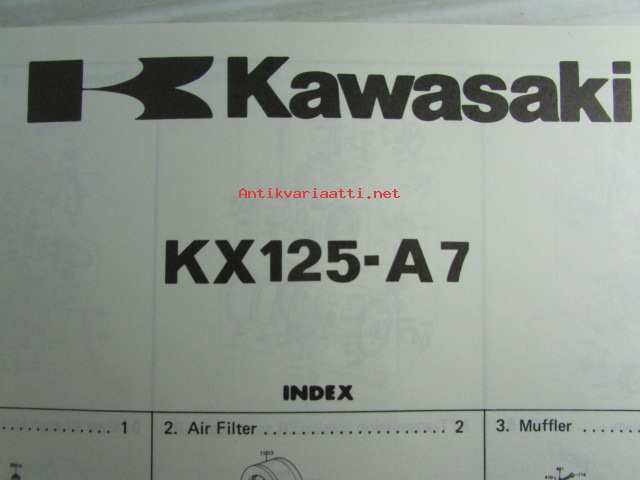 Kawasaki
Antikvariaatti.net
KX125-A7
INDEX
............. 1
2. Air Filter .................. 2
3. Muffler .......